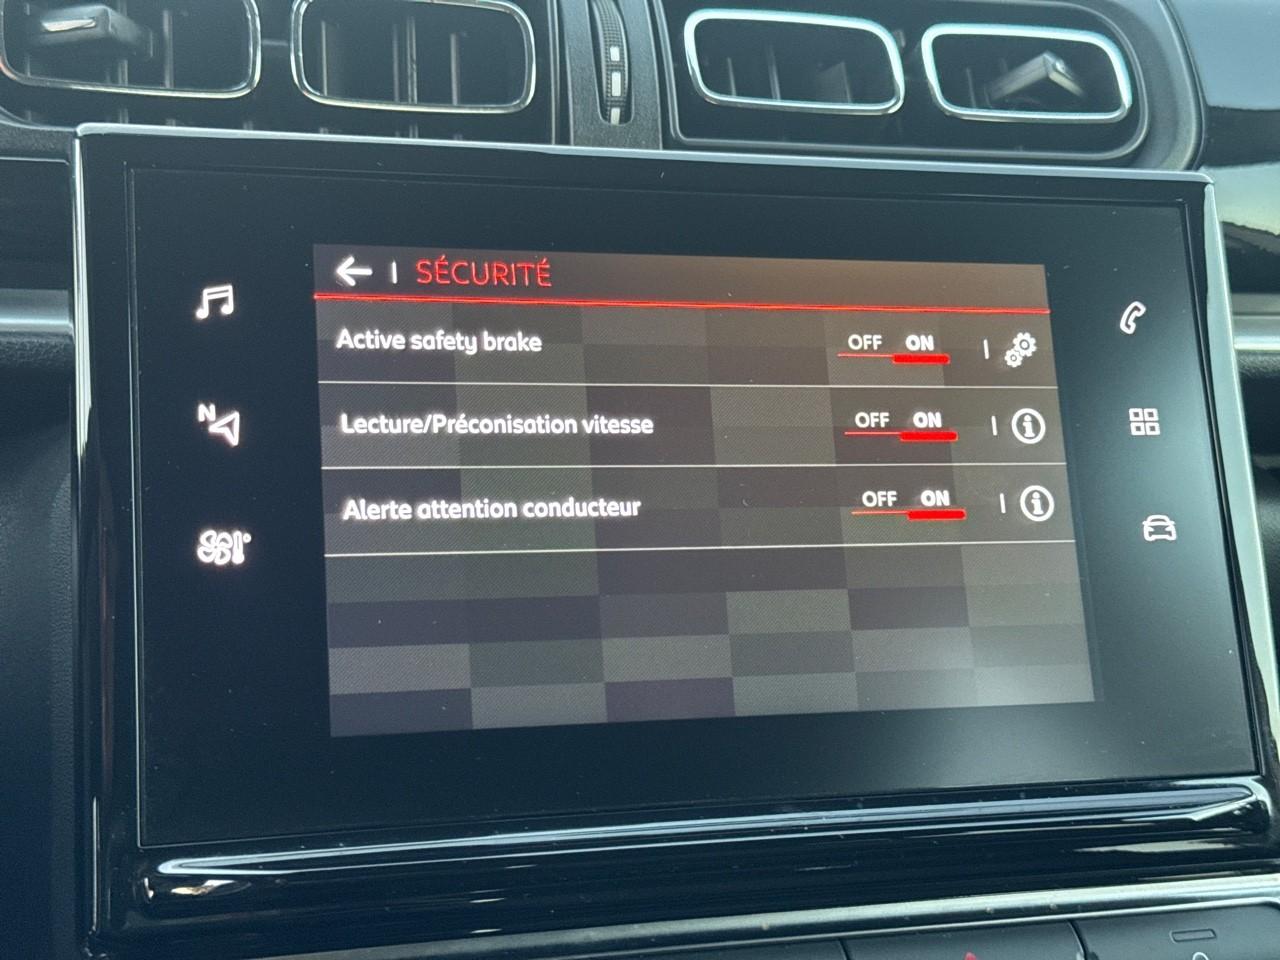 SÉCURITÉ
Active safety brake OFF ON
N
Lecture/Préconisation vitesse OFF ON
Alerte attention conducteur OFF ON